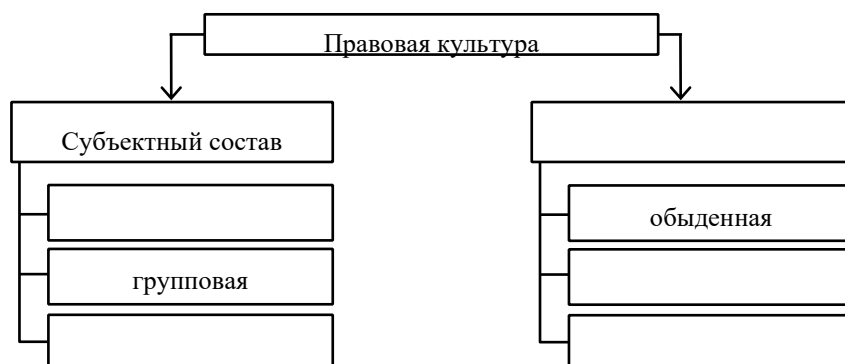 Правовая культура
Субъектный состав
обыденная
групповая